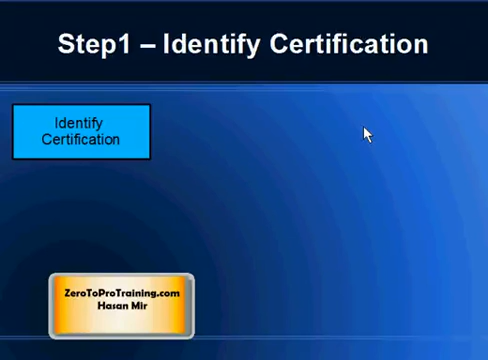 Step1 – Identify Certification
Identify
Certification
ZeroToProTraining.com
Hasan Mir